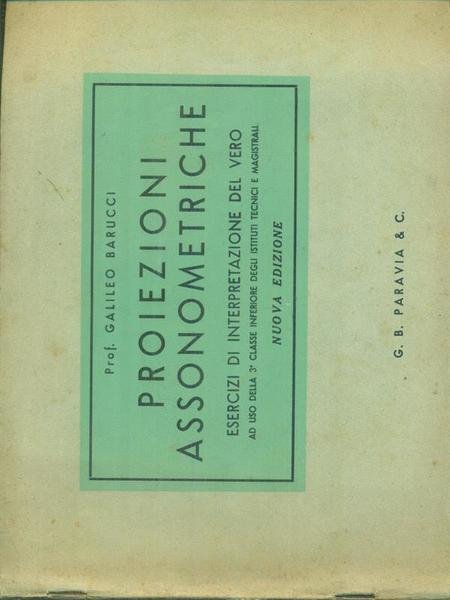 Prof. GALILEO BARUCCI
PROIEZIONI
ASSONOMETRICHE
ESERCIZI DI INTERPRETAZIONE DEL VERO
AD USO DELLA 3ª CLASSE INFERIORE DEGLI ISTITUTI TECNICI E MAGISTRALI
NUOVA EDIZIONE
G. B. PARAVIA & C.